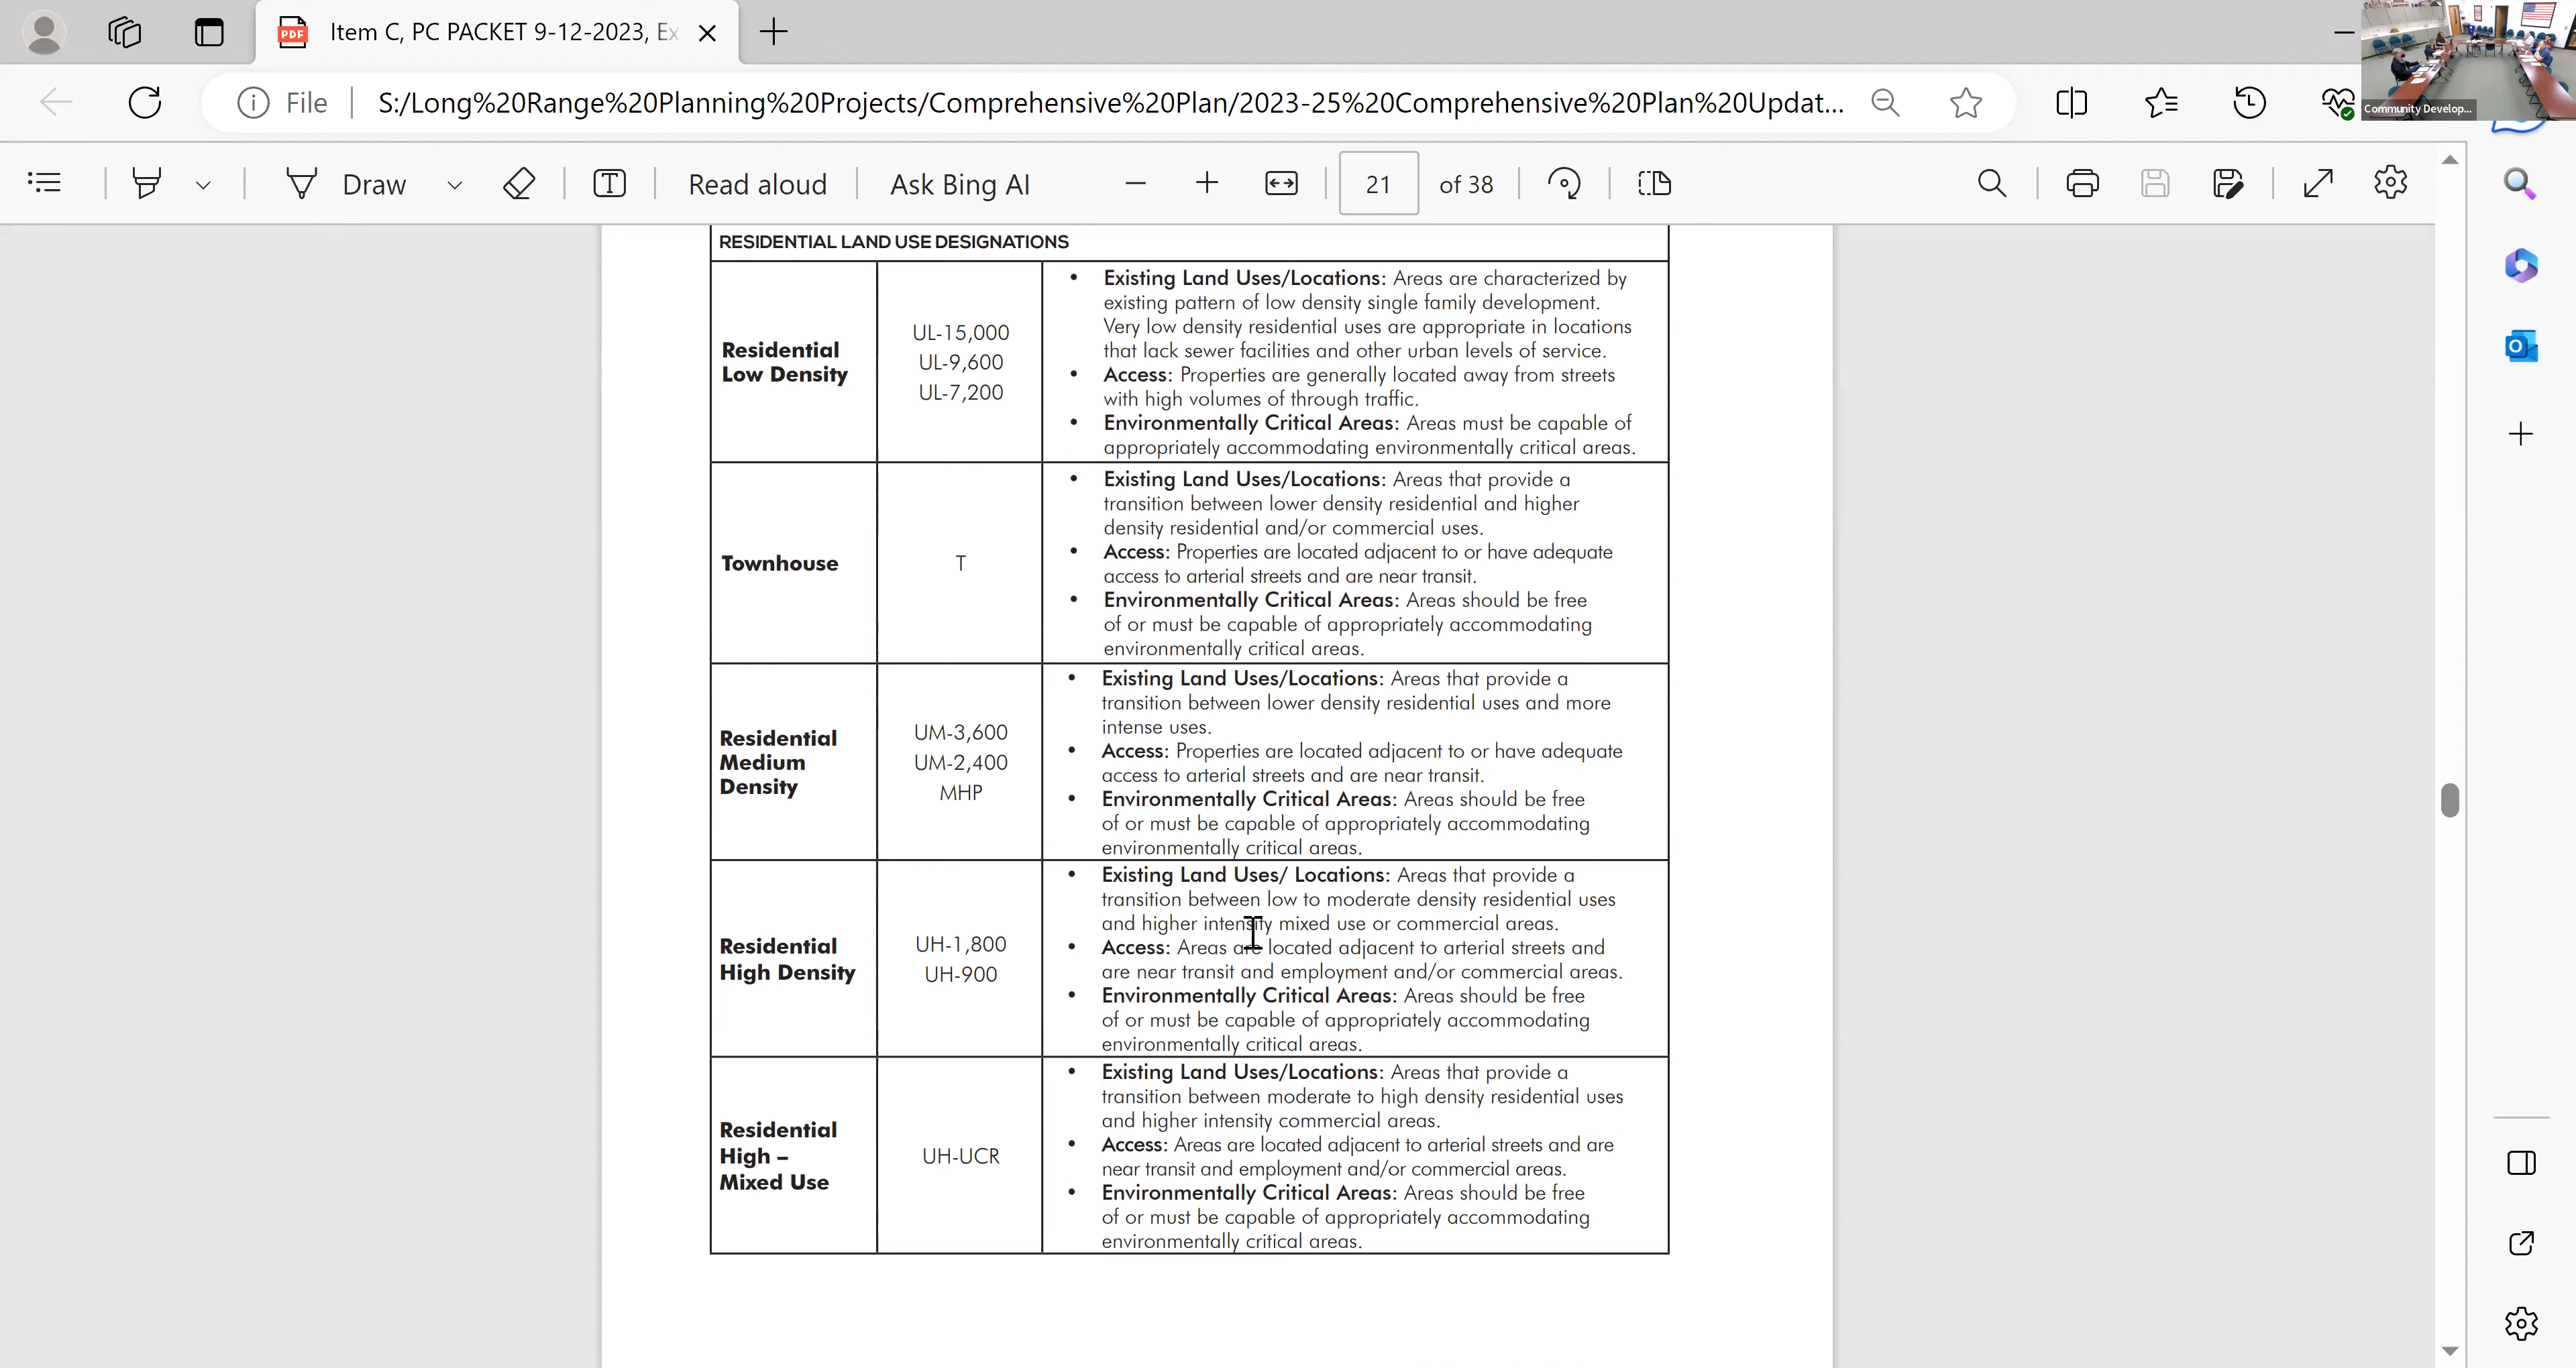 Item C, PC PACKET 9-12-2023, Ex
File
S:/Long%20Range%20Planning%20Projects/Comprehensive%20Plan/2023-25%20Comprehensive%20Plan%20Updat...
Community Develop...
PDF
Draw
T
Read aloud
Ask Bing AI
21 of 38
RESIDENTIAL LAND USE DESIGNATIONS
Residential
Low Density
UL-15,000
UL-9,600
UL-7,200
• Existing Land Uses/Locations: Areas are characterized by
existing pattern of low density single family development.
Very low density residential uses are appropriate in locations
that lack sewer facilities and other urban levels of service.
• Access: Properties are generally located away from streets
with high volumes of through traffic.
• Environmentally Critical Areas: Areas must be capable of
appropriately accommodating environmentally critical areas.
Townhouse
T
• Existing Land Uses/Locations: Areas that provide a
transition between lower density residential and higher
density residential and/or commercial uses.
• Access: Properties are located adjacent to or have adequate
access to arterial streets and are near transit.
• Environmentally Critical Areas: Areas should be free
of or must be capable of appropriately accommodating
environmentally critical areas.
Residential
Medium
Density
UM-3,600
UM-2,400
MHP
• Existing Land Uses/Locations: Areas that provide a
transition between lower density residential uses and more
intense uses.
• Access: Properties are located adjacent to or have adequate
access to arterial streets and are near transit.
• Environmentally Critical Areas: Areas should be free
of or must be capable of appropriately accommodating
environmentally critical areas.
Residential
High Density
UH-1,800
UH-900
• Existing Land Uses/ Locations: Areas that provide a
transition between low to moderate density residential uses
and higher intensity mixed use or commercial areas.
• Access: Areas are located adjacent to arterial streets and
are near transit and employment and/or commercial areas.
• Environmentally Critical Areas: Areas should be free
of or must be capable of appropriately accommodating
environmentally critical areas.
Residential
High –
Mixed Use
UH-UCR
• Existing Land Uses/Locations: Areas that provide a
transition between moderate to high density residential uses
and higher intensity commercial areas.
• Access: Areas are located adjacent to arterial streets and are
near transit and employment and/or commercial areas.
• Environmentally Critical Areas: Areas should be free
of or must be capable of appropriately accommodating
environmentally critical areas.